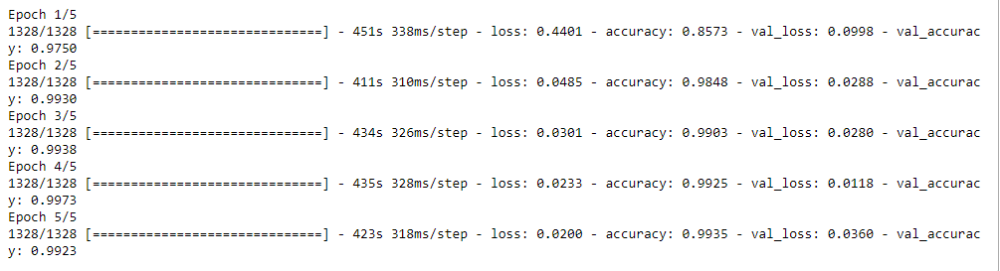 Epoch 1/5
1328/1328 [==============================] - 451s 338ms/step - loss: 0.4401 - accuracy: 0.8573 - val_loss: 0.0998 - val_accurac
y: 0.9750
Epoch 2/5
1328/1328 [==============================] - 411s 310ms/step - loss: 0.0485 - accuracy: 0.9848 - val_loss: 0.0288 - val_accurac
y: 0.9930
Epoch 3/5
1328/1328 [==============================] - 434s 326ms/step - loss: 0.0301 - accuracy: 0.9903 - val_loss: 0.0280 - val_accurac
y: 0.9938
Epoch 4/5
1328/1328 [==============================] - 435s 328ms/step - loss: 0.0233 - accuracy: 0.9925 - val_loss: 0.0118 - val_accurac
y: 0.9973
Epoch 5/5
1328/1328 [==============================] - 423s 318ms/step - loss: 0.0200 - accuracy: 0.9935 - val_loss: 0.0360 - val_accurac
y: 0.9923